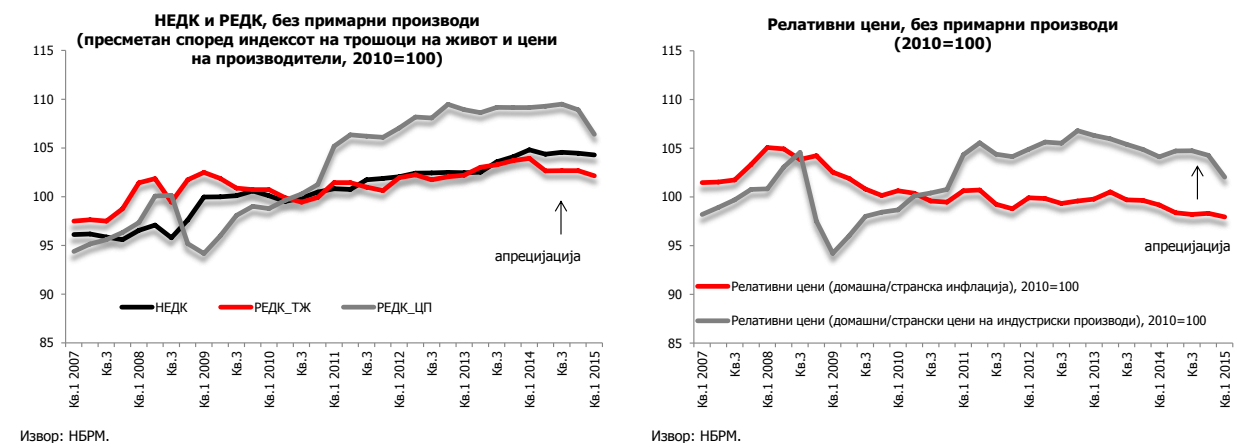 НЕДК и РЕДК, без примарни производи
(пресметан според индексот на трошоци на живот и цени
на производители, 2010=100)
115
110
105
100
95
90
85
апрецијација
НЕДК
РЕДК_ТЖ
РЕДК_ЦП
Кв.1 2007
Кв.3
Кв.1 2008
Кв.3
Кв.1 2009
Кв.3
Кв.1 2010
Кв.3
Кв.1 2011
Кв.3
Кв.1 2012
Кв.3
Кв.1 2013
Кв.3
Кв.1 2014
Кв.3
Кв.1 2015
Извор: НБРМ.
Релативни цени, без примарни производи
(2010=100)
115
110
105
100
95
90
85
апрецијација
Релативни цени (домашна/странска инфлација), 2010=100
Релативни цени (домашни/странски цени на индустриски производи), 2010=100
Кв.1 2007
Кв.3
Кв.1 2008
Кв.3
Кв.1 2009
Кв.3
Кв.1 2010
Кв.3
Кв.1 2011
Кв.3
Кв.1 2012
Кв.3
Кв.1 2013
Кв.3
Кв.1 2014
Кв.3
Кв.1 2015
Извор: НБРМ.